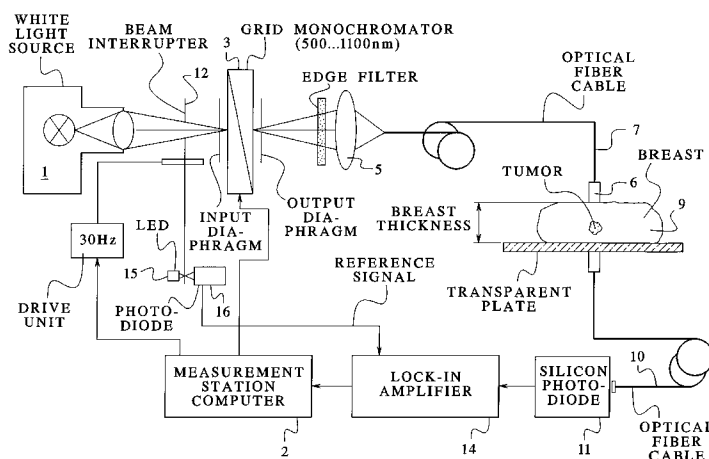 WHITE
LIGHT
SOURCE
BEAM
INTERRUPTER
12
3
GRID MONOCHROMATOR
(500...1100nm)
EDGE FILTER
OPTICAL
FIBER
CABLE
1
5
7
6
BREAST
TUMOR
9
BREAST
THICKNESS
INPUT
DIA-
PHRAGM
OUTPUT
DIA-
PHRAGM
30Hz
LED
15
DRIVE
UNIT
PHOTO-
DIODE
16
REFERENCE
SIGNAL
TRANSPARENT
PLATE
MEASUREMENT
STATION
COMPUTER
2
LOCK-IN
AMPLIFIER
14
SILICON
PHOTO-
DIODE
11
10
OPTICAL
FIBER
CABLE